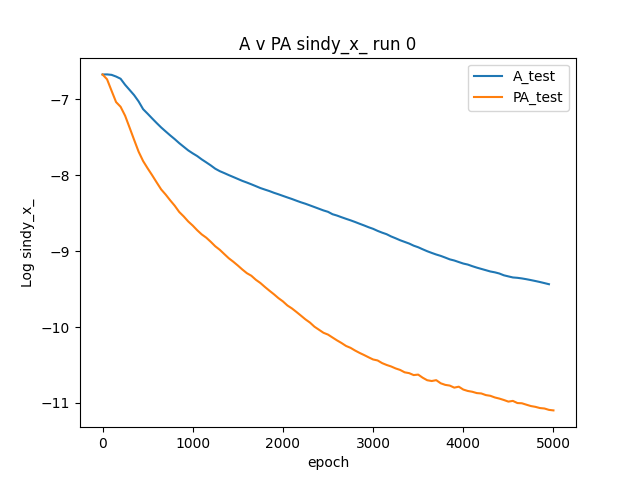 A v PA sindy_x_ run 0
A_test
PA_test
Log sindy_x_
−7
−8
−9
−10
−11
0 1000 2000 3000 4000 5000
epoch